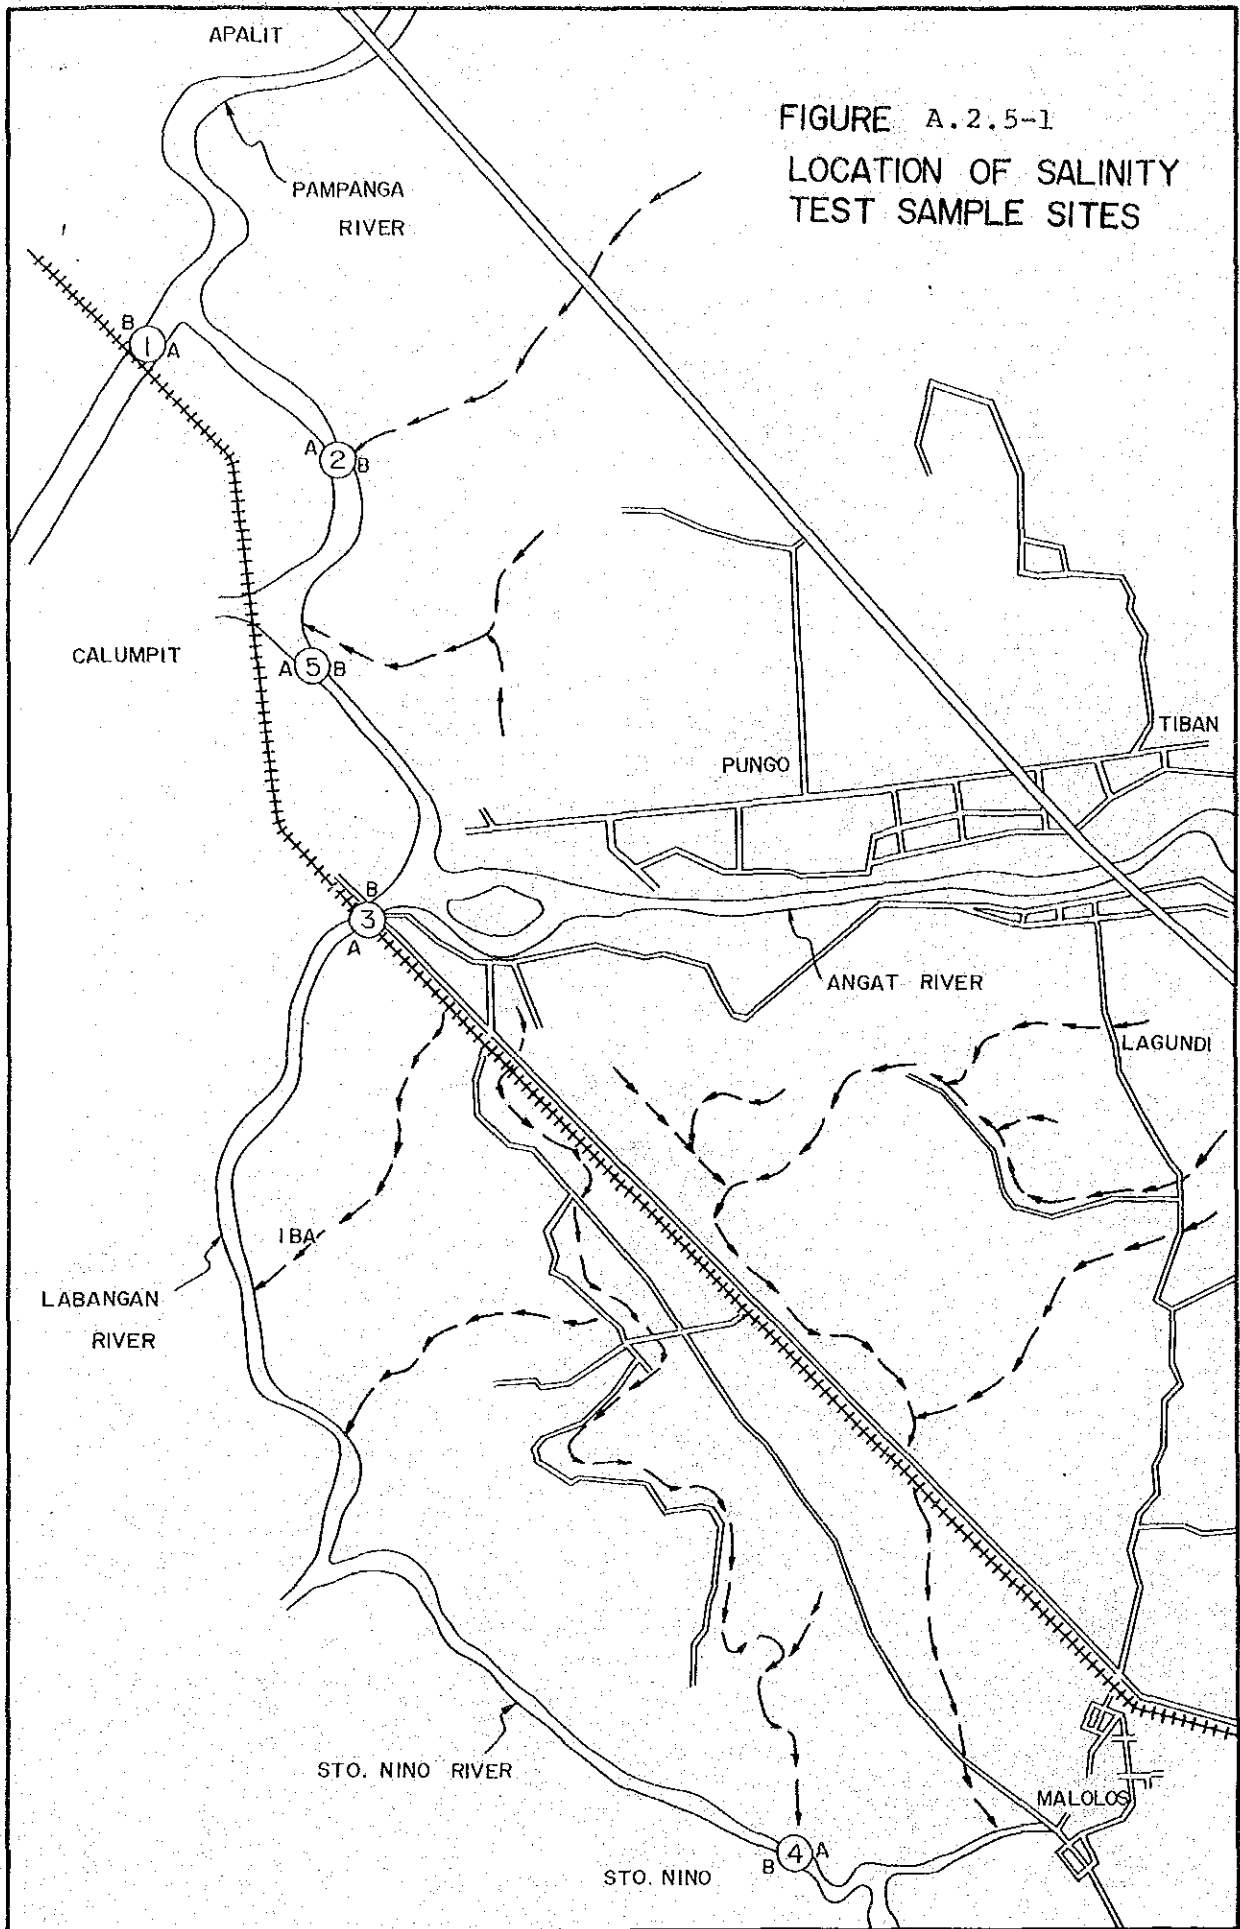 APALIT
FIGURE A.2.5-1
LOCATION OF SALINITY
TEST SAMPLE SITES
PAMPANGA
RIVER
B
1
A
A
2
B
CALUMPIT
A
5
B
TIBAN
PUNGO
B
3
A
ANGAT RIVER
LAGUNDI
IBA
LABANGAN
RIVER
STO. NINO RIVER
MALOLOS
4
A
B
STO. NINO